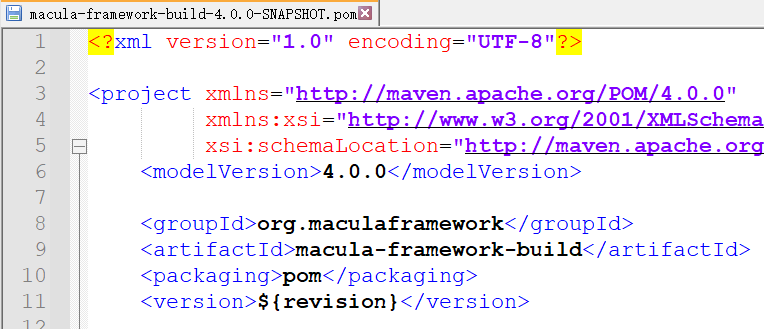 macula-framework-build-4.0.0-SNAPSHOT.pom
1 <?xml version="1.0" encoding="UTF-8"?>
2
3 <project xmlns="http://maven.apache.org/POM/4.0.0"
4 xmlns:xsi="http://www.w3.org/2001/XMLSchema
5 xsi:schemaLocation="http://maven.apache.org
6 <modelVersion>4.0.0</modelVersion>
7
8 <groupId>org.maculaframework</groupId>
9 <artifactId>macula-framework-build</artifactId>
10 <packaging>pom</packaging>
11 <version>${revision}</version>
12